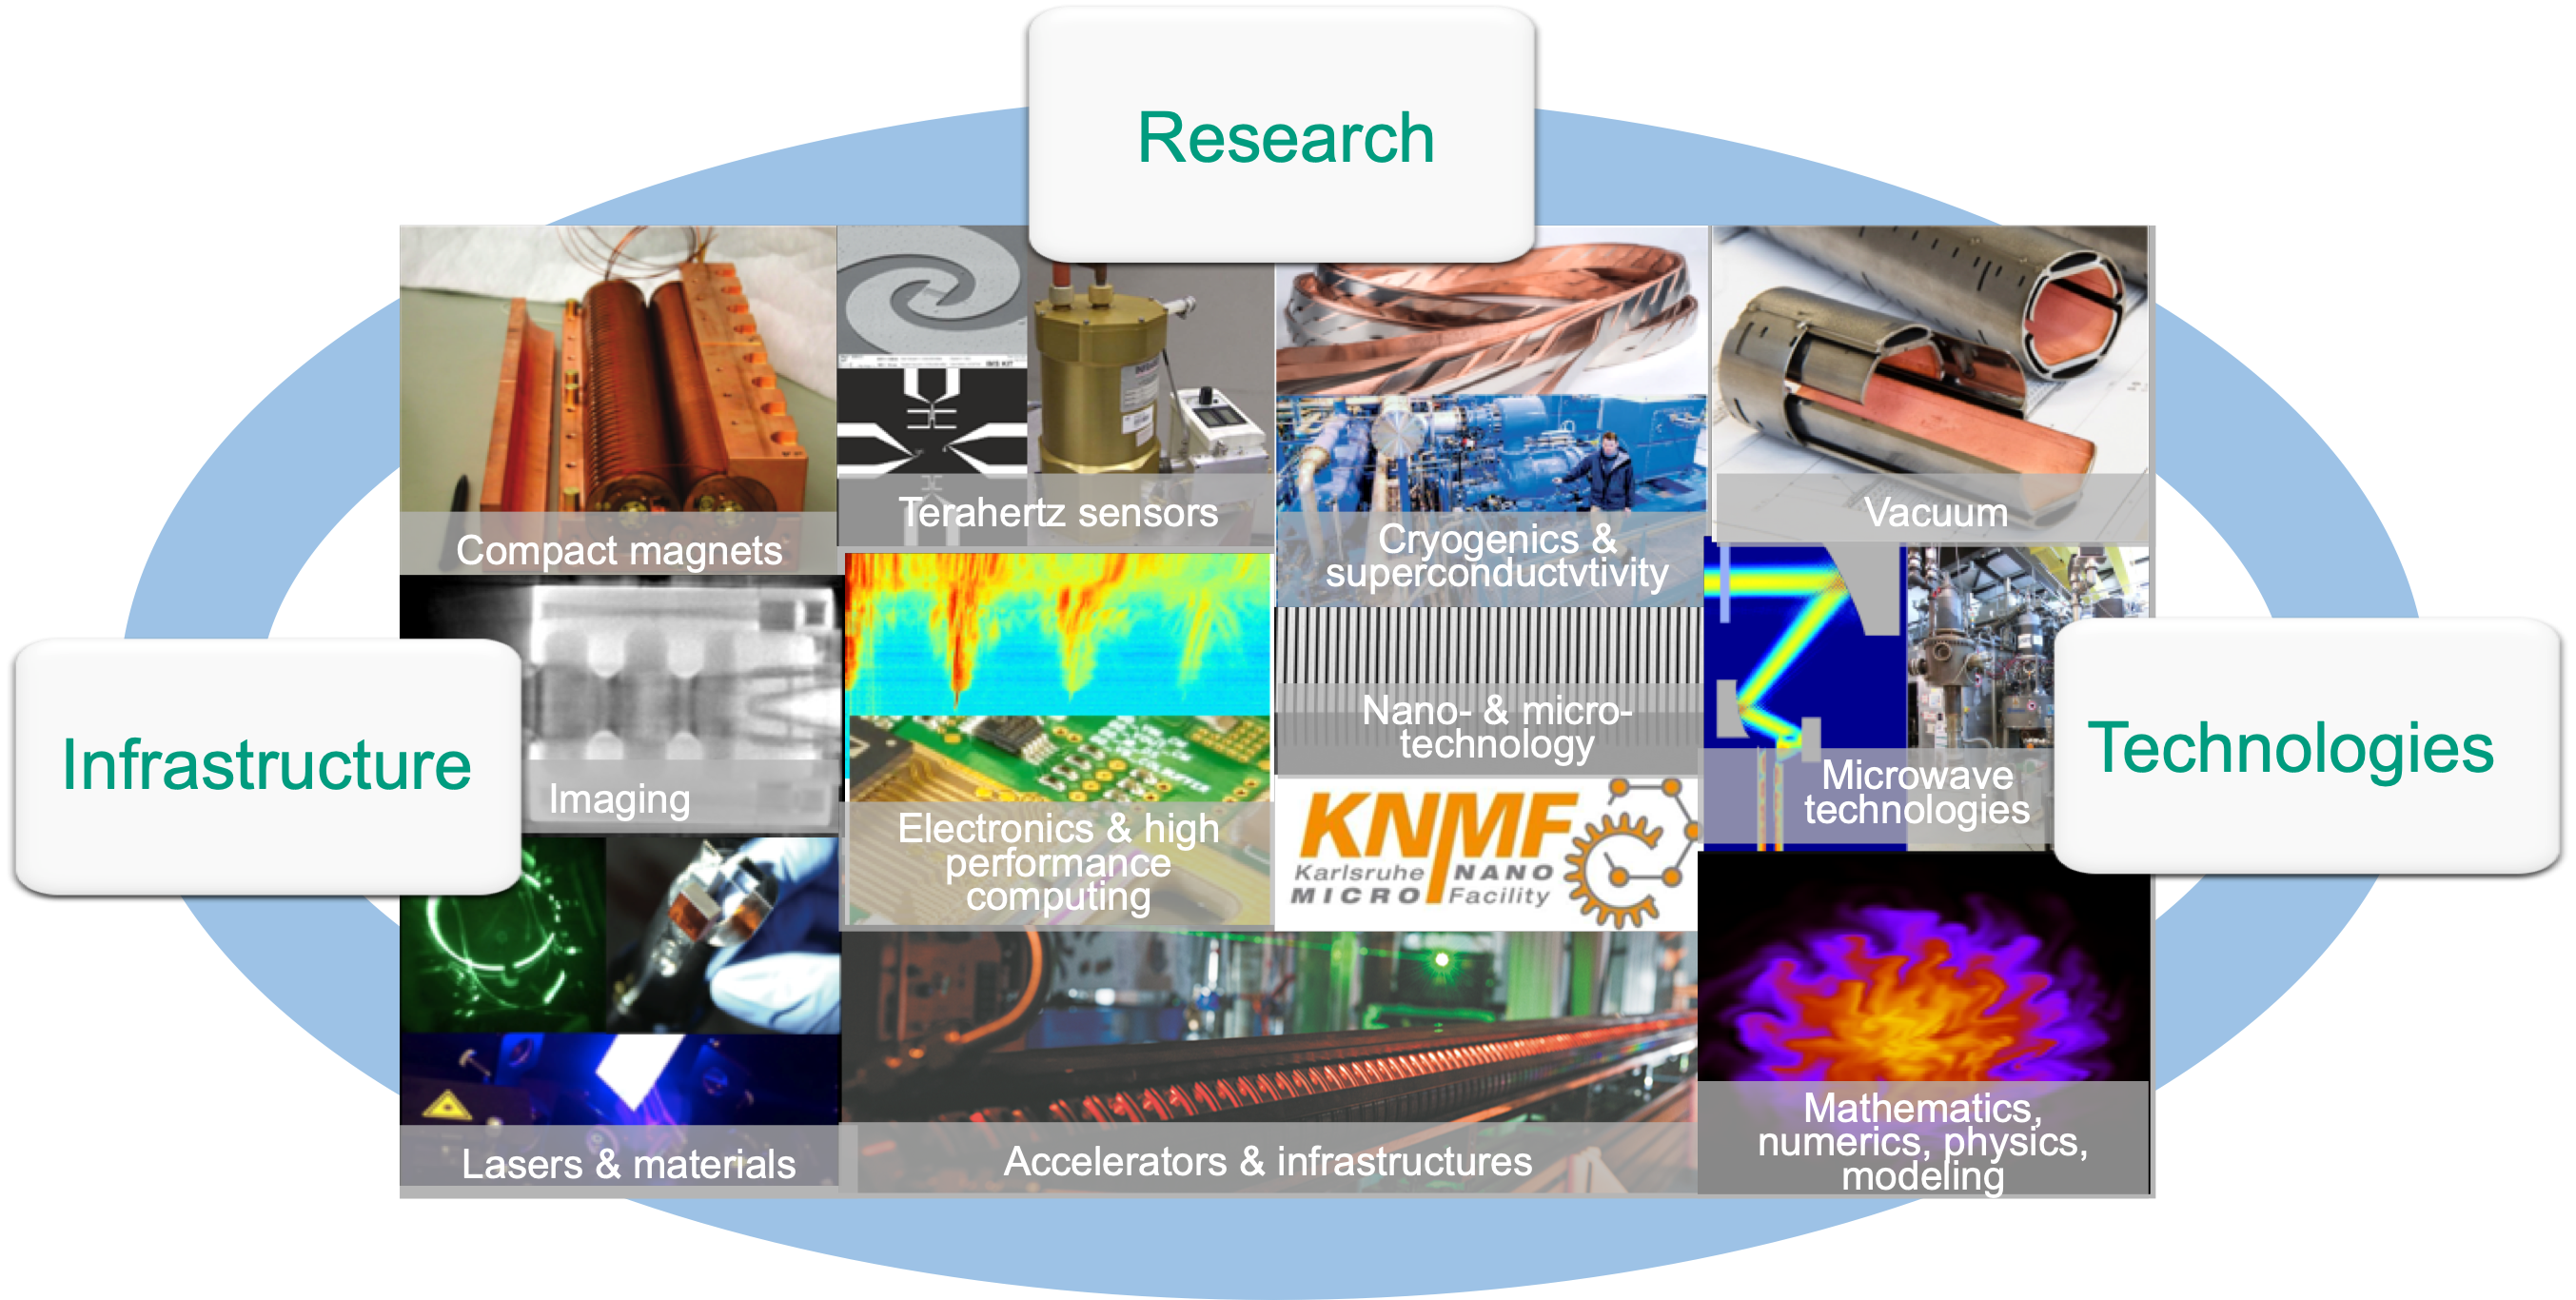 Research
Compact magnets
Terahertz sensors
Cryogenics &
superconductvtivity
Vacuum
Infrastructure
Imaging
Electronics & high
performance
computing
Nano- & micro-
technology
KNMF
Karlsruhe NANO
MICRO Facility
Microwave
technologies
Technologies
Lasers & materials
Accelerators & infrastructures
Mathematics,
numerics, physics,
modeling